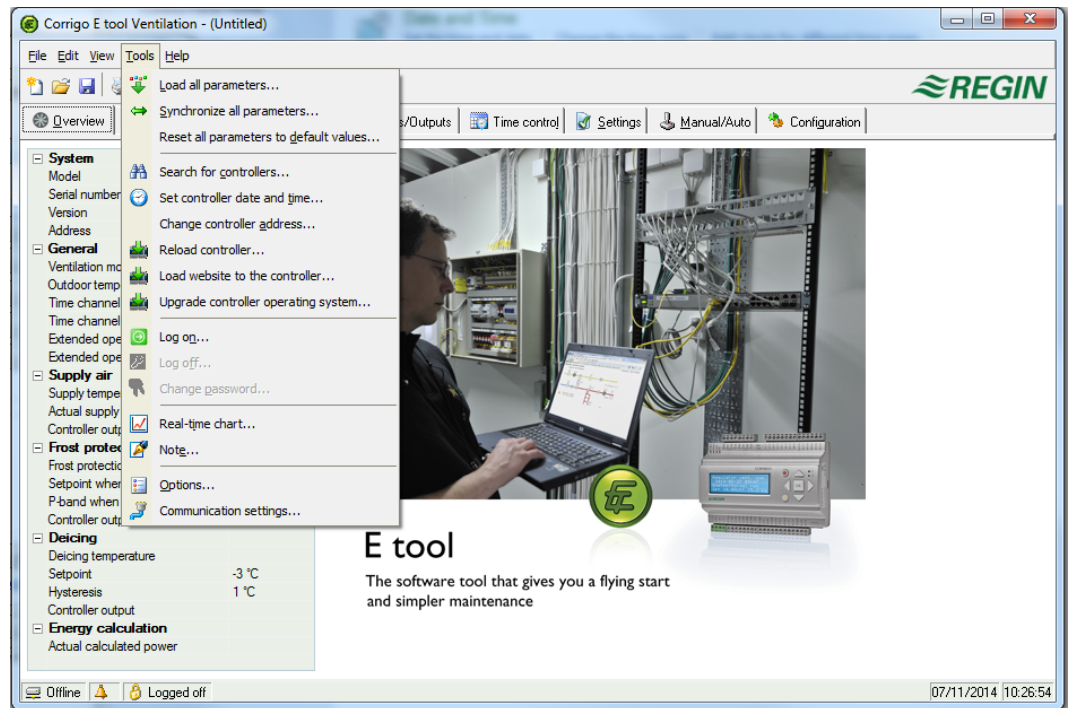 Corrigo E tool Ventilation - (Untitled)
File Edit View Tools Help
REGIN
Overview s/Outputs Time control Settings Manual/Auto Configuration
Load all parameters...
Synchronize all parameters...
Reset all parameters to default values...
Search for controllers...
Set controller date and time...
Change controller address...
Reload controller...
Load website to the controller...
Upgrade controller operating system...
Log on...
Log off...
Change password...
Real-time chart...
Note...
Options...
Communication settings...
System
Model
Serial number
Version
Address
General
Ventilation mo
Outdoor temp
Time channel
Time channel
Extended ope
Extended ope
Supply air
Supply tempe
Actual supply
Controller outp
Frost protec
Frost protectio
Setpoint when
P-band when
Controller outp
Deicing
Deicing temperature
Setpoint -3 °C
Hysteresis 1 °C
Controller output
Energy calculation
Actual calculated power
E tool
The software tool that gives you a flying start
and simpler maintenance
Offline Logged off 07/11/2014 10:26:54